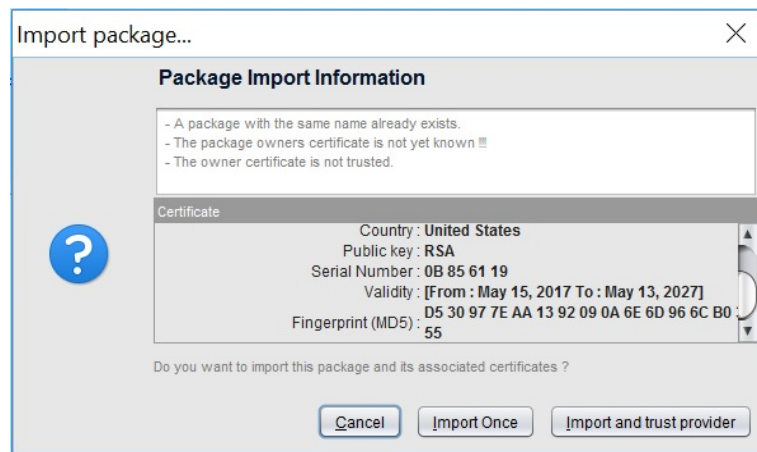 Import package...
Package Import Information
- A package with the same name already exists.
- The package owners certificate is not yet known !!!
- The owner certificate is not trusted.
Certificate
Country : United States
Public key : RSA
Serial Number : 0B 85 61 19
Validity : [From : May 15, 2017 To : May 13, 2027]
Fingerprint (MD5) : D5 30 97 7E AA 13 92 09 0A 6E 6D 96 6C B0
55
Do you want to import this package and its associated certificates ?
Cancel
Import Once
Import and trust provider